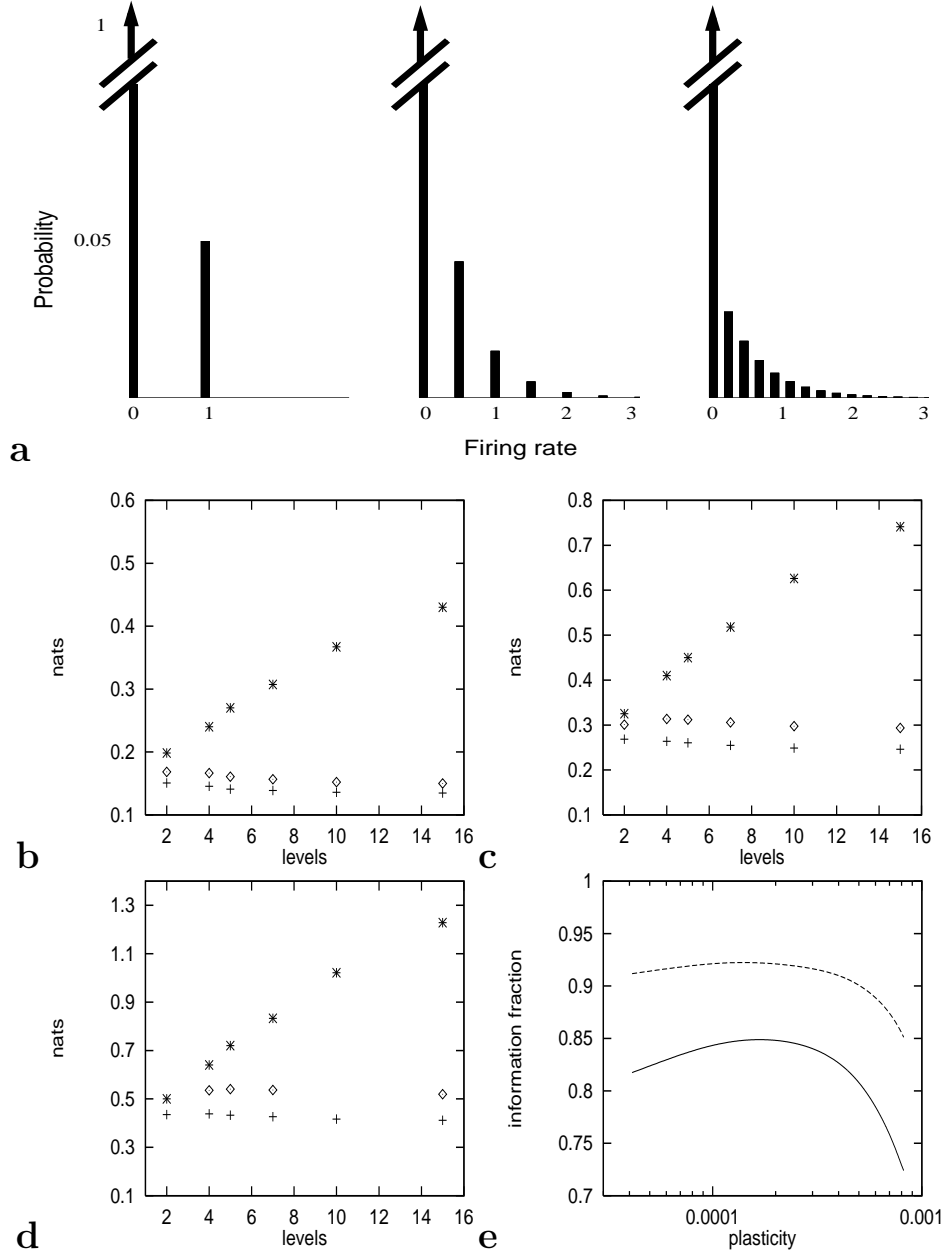 1
0.05
Probability
0 1
0 1 2 3
0 1 2 3
a
Firing rate
0.6
0.5
0.4
0.3
0.2
0.1
nats
2 4 6 8 10 12 14 16
levels
b
0.8
0.7
0.6
0.5
0.4
0.3
0.2
0.1
nats
2 4 6 8 10 12 14 16
levels
c
1.3
1.1
0.9
0.7
0.5
0.3
0.1
nats
2 4 6 8 10 12 14 16
levels
d
1
0.95
0.9
0.85
0.8
0.75
0.7
information fraction
0.0001 0.001
plasticity
e